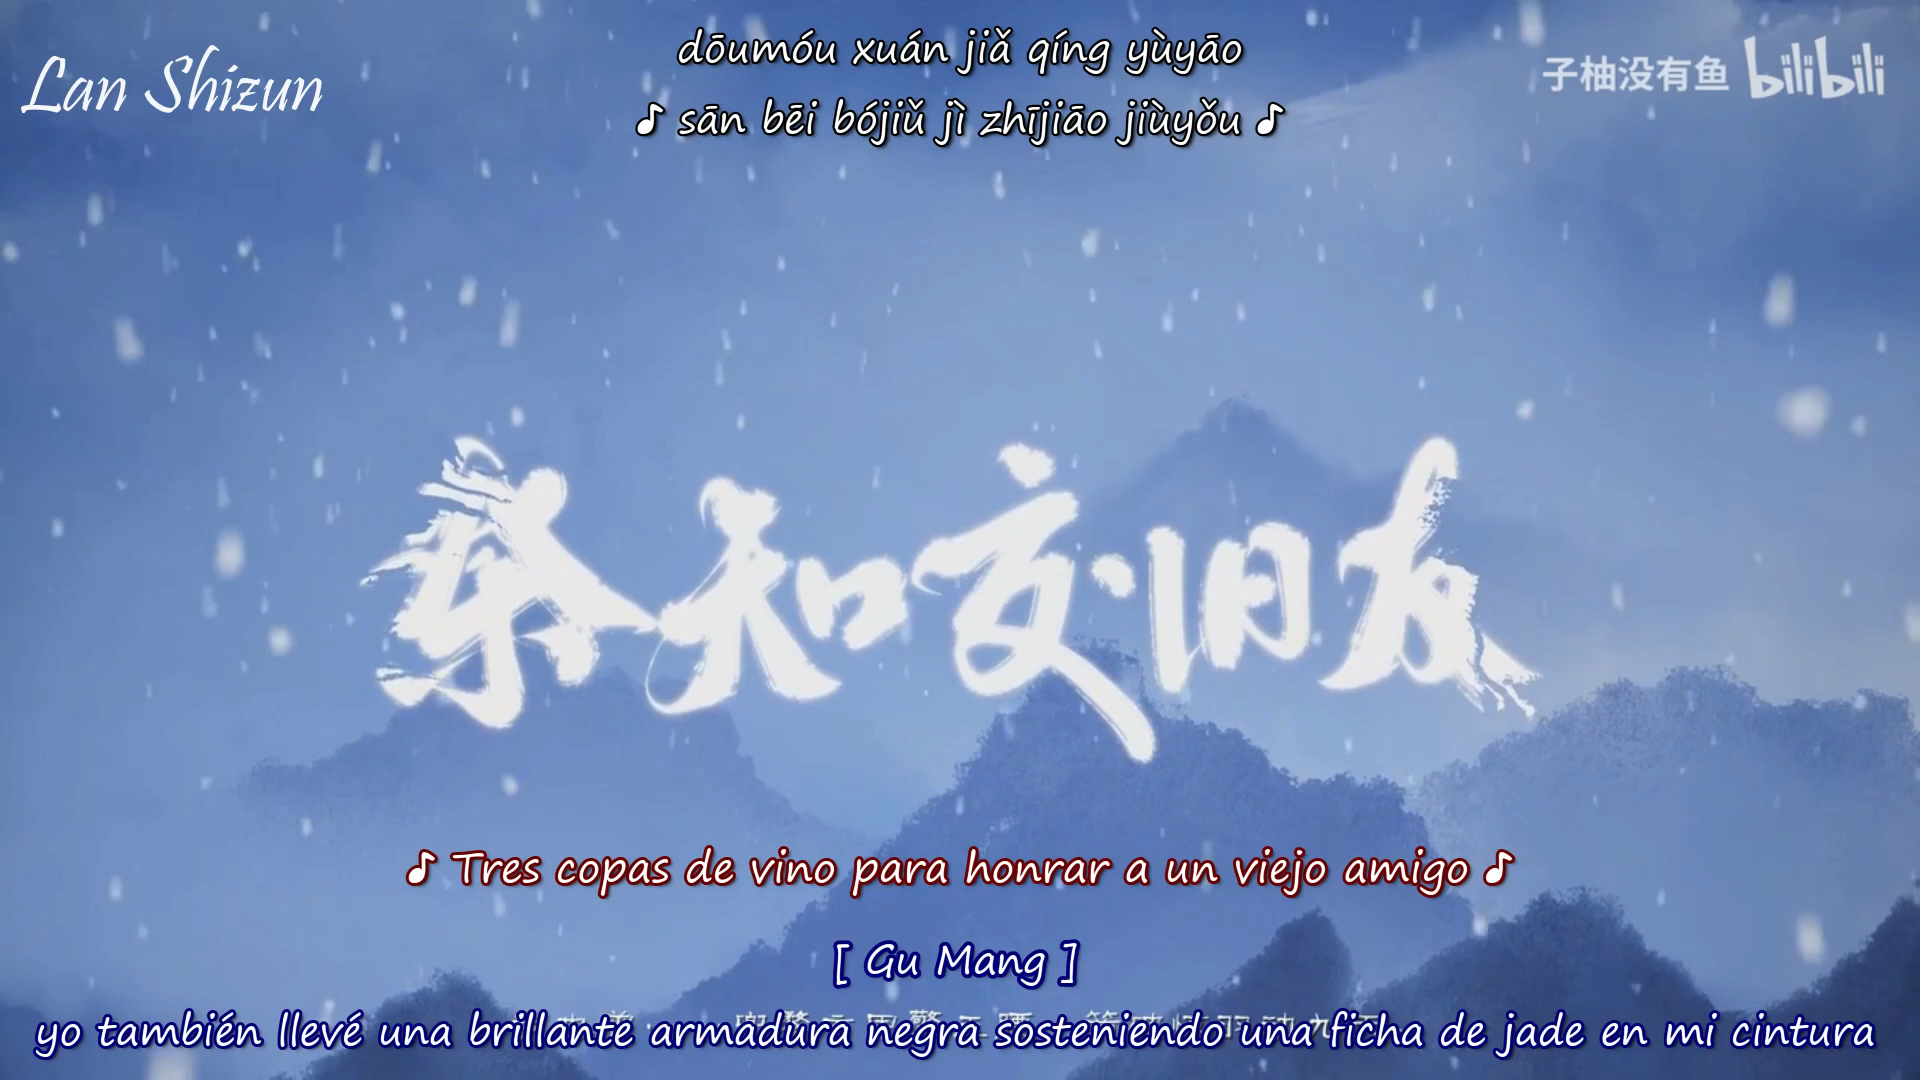 Lan Shizun
dōumóu xuán jiǎ qíng yùyāo
♪ sān bēi bójiǔ jì zhījiāo jiùyǒu ♪
子柚没有鱼 bilibili
祭知交旧友
♪ Tres copas de vino para honrar a un viejo amigo ♪
[ Gu Mang ]
yo también llevé una brillante armadura negra sosteniendo una ficha de jade en mi cintura